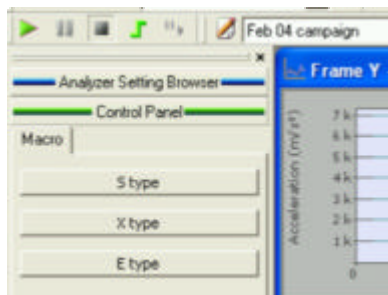 Feb 04 campaign
Analyzer Setting Browser
Control Panel
Macro
S type
X type
E type
Frame Y
Acceleration (m/s²)
7 k
6 k
5 k
4 k
3 k
2 k
1 k
0